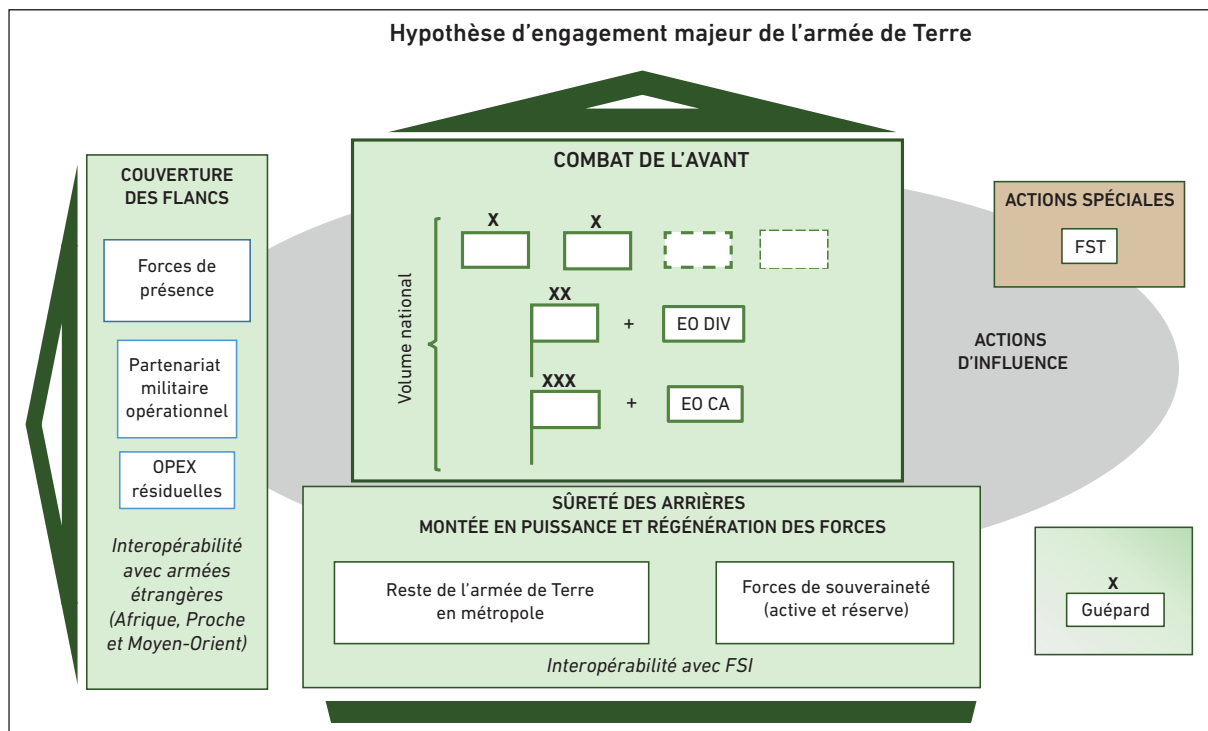 Hypothèse d’engagement majeur de l’armée de Terre
COUVERTURE
DES FLANCS
Forces de
présence
Partenariat
militaire
opérationnel
OPEX
résiduelles
Interopérabilité
avec armées
étrangères
(Afrique, Proche
et Moyen-Orient)
COMBAT DE L’AVANT
Volume national
X
X
XX
+
EO DIV
XXX
+
EO CA
SÛRETÉ DES ARRIÈRES
MONTÉE EN PUISSANCE ET RÉGÉNÉRATION DES FORCES
Reste de l’armée de Terre
en métropole
Forces de souveraineté
(active et réserve)
Interopérabilité avec FSI
ACTIONS SPÉCIALES
FST
ACTIONS
D’INFLUENCE
X
Guépard